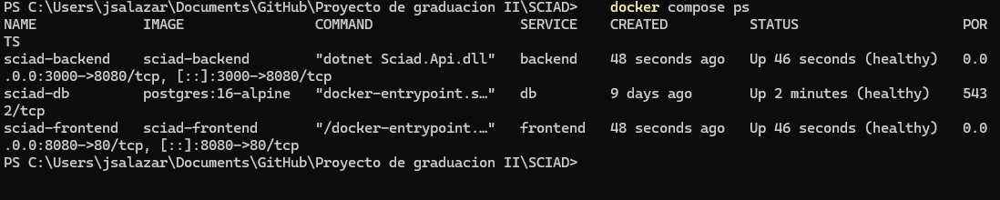 PS C:\Users\jsalazar\Documents\GitHub\Proyecto de graduacion II\SCIAD>    docker compose ps
NAME             IMAGE                COMMAND                  SERVICE    CREATED          STATUS                    POR
TS
sciad-backend    sciad-backend        "dotnet Sciad.Api.dll"   backend    48 seconds ago   Up 46 seconds (healthy)   0.0
.0.0:3000->8080/tcp, [::]:3000->8080/tcp
sciad-db         postgres:16-alpine   "docker-entrypoint.s…"   db         9 days ago       Up 2 minutes (healthy)    543
2/tcp
sciad-frontend   sciad-frontend       "/docker-entrypoint.…"   frontend   48 seconds ago   Up 46 seconds (healthy)   0.0
.0.0:8080->80/tcp, [::]:8080->80/tcp
PS C:\Users\jsalazar\Documents\GitHub\Proyecto de graduacion II\SCIAD>